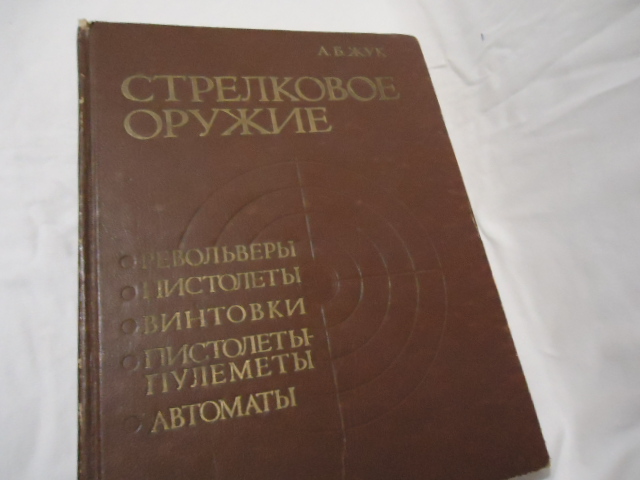 А.Б.ЖУК
СТРЕЛКОВОЕ
ОРУЖИЕ
РЕВОЛЬВЕРЫ
ПИСТОЛЕТЫ
ВИНТОВКИ
ПИСТОЛЕТЫ-
ПУЛЕМЕТЫ
АВТОМАТЫ